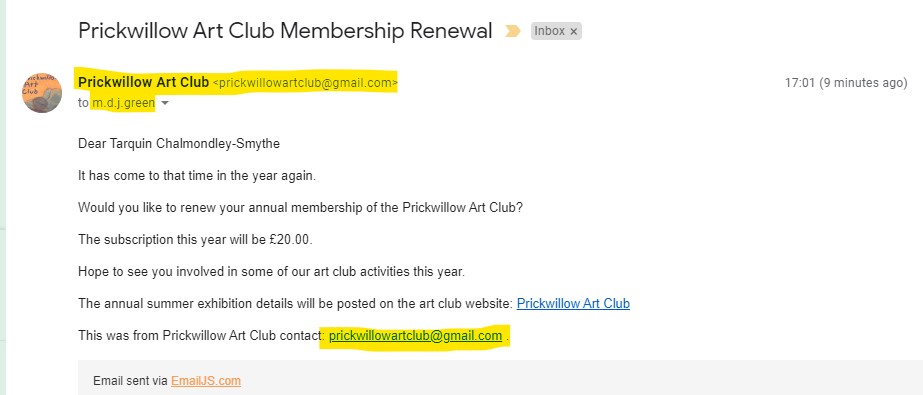 Prickwillow Art Club Membership Renewal Inbox x
Prickwillow Art Club
Prickwillow Art Club <prickwillowartclub@gmail.com> 17:01 (9 minutes ago)
to m.d.j.green
Dear Tarquin Chalmondley-Smythe
It has come to that time in the year again.
Would you like to renew your annual membership of the Prickwillow Art Club?
The subscription this year will be £20.00.
Hope to see you involved in some of our art club activities this year.
The annual summer exhibition details will be posted on the art club website: Prickwillow Art Club
This was from Prickwillow Art Club contact: prickwillowartclub@gmail.com .
Email sent via EmailJS.com